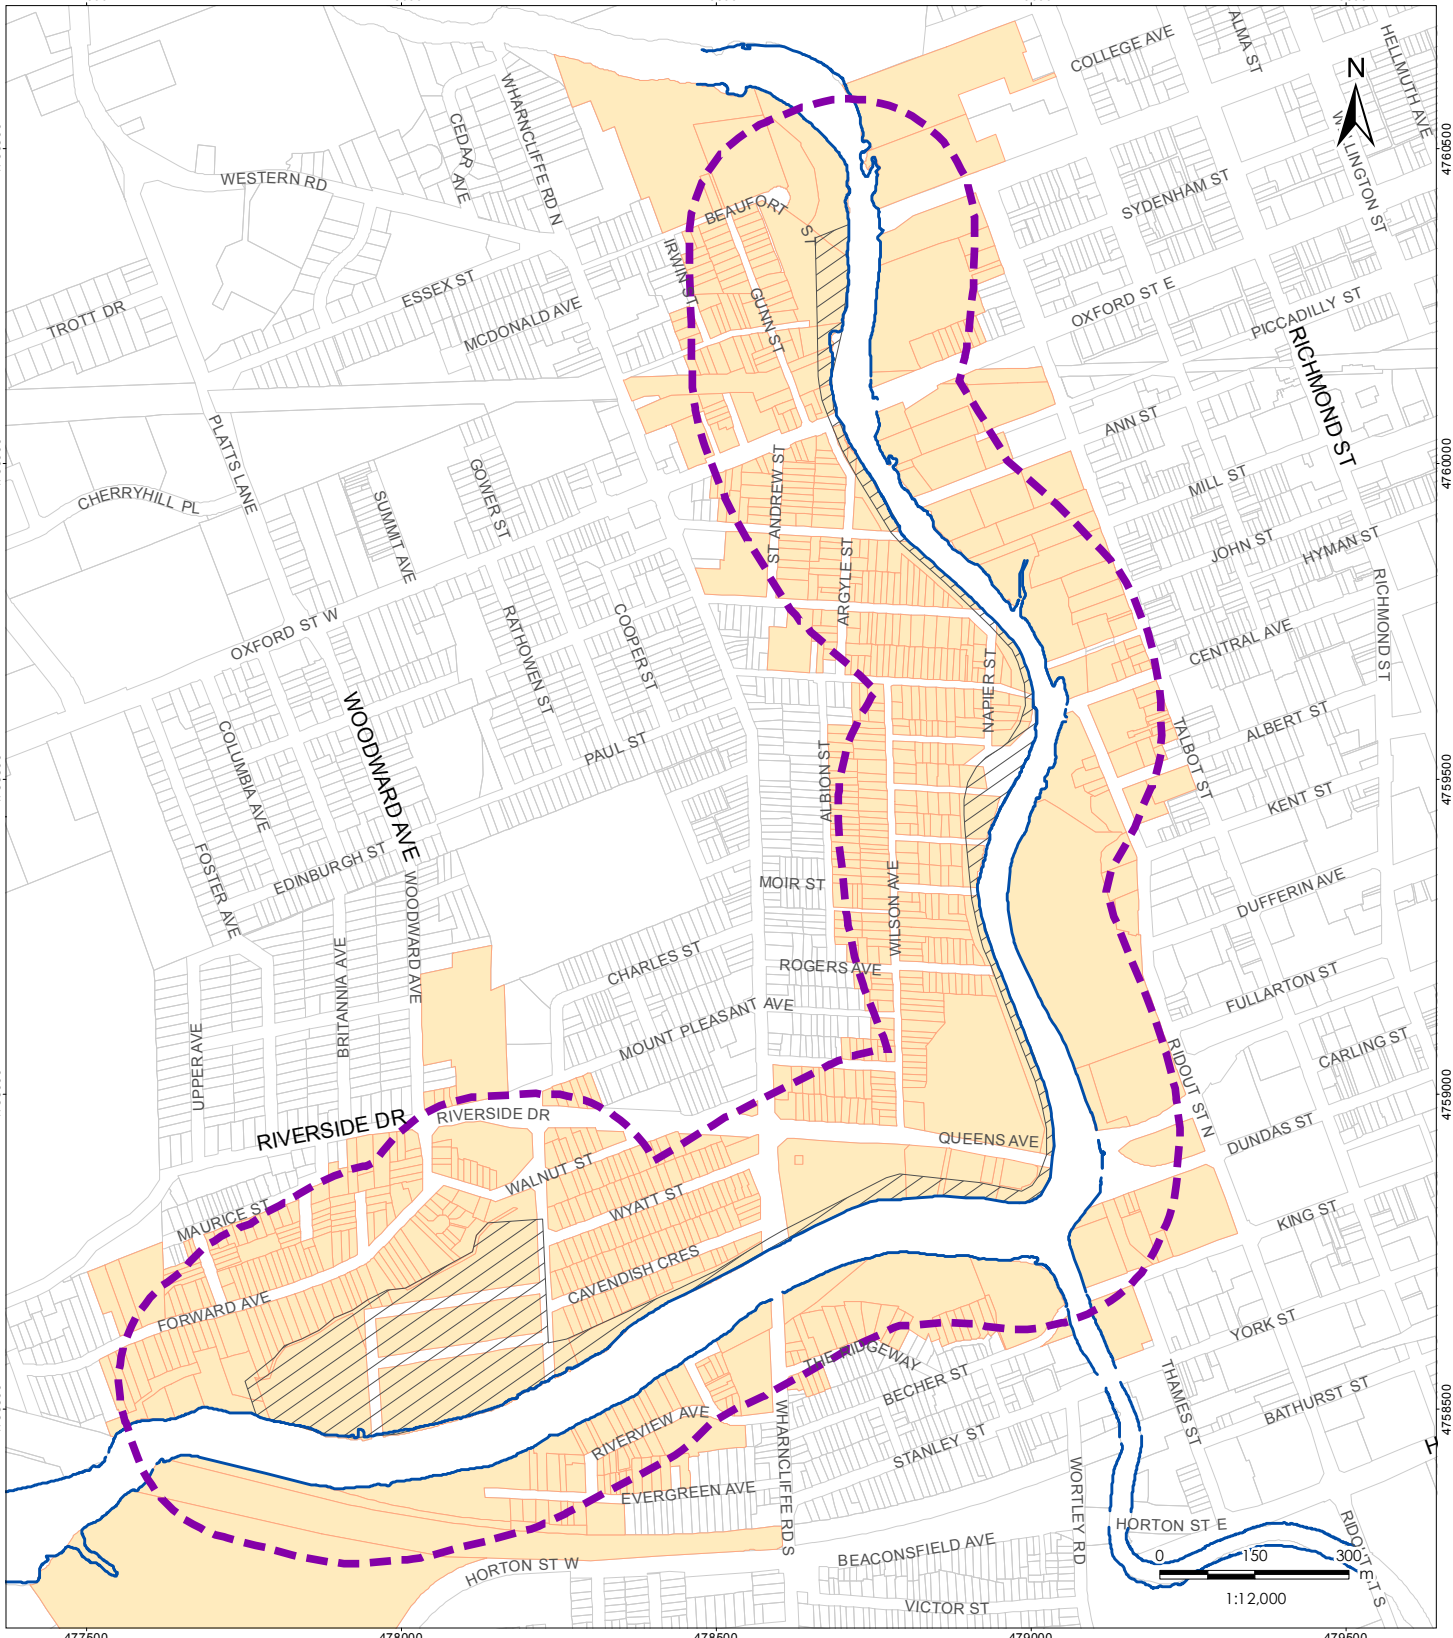 COLLEGE AVE
ALMA ST
HELLMUTH AVE
N
WHARNCLIFFE RD N
CEDAR AVE
4760500
WESTERN RD
SYDENHAM ST
BEAUFORT
ST
IRWIN ST
ESSEX ST
MCDONALD AVE
TROTT DR
GUNN ST
OXFORD ST E
PICCADILLY ST
RICHMOND ST
PLATTS LANE
ANN ST
4760000
GOWER ST
ST ANDREW ST
MILL ST
CHERRYHILL PL
SUMMIT AVE
JOHN ST
HYMAN ST
ARGYLE ST
RICHMOND ST
OXFORD ST W
RATHOWEN ST
COOPER ST
CENTRAL AVE
NAPIER ST
WOODWARD AVE
COLUMBIA AVE
PAUL ST
ALBION ST
TALBOT ST
ALBERT ST
4759500
KENT ST
FOSTER AVE
EDINBURGH ST
WOODWARD AVE
MOIR ST
WILSON AVE
DUFFERIN AVE
BRITANNIA AVE
CHARLES ST
ROGERS AVE
FULLARTON ST
UPPER AVE
MOUNT PLEASANT AVE
CARLING ST
RIDOUT ST N
4759000
RIVERSIDE DR
RIVERSIDE DR
QUEENS AVE
DUNDAS ST
WALNUT ST
MAURICE ST
WYATT ST
KING ST
CAVENDISH CRES
FORWARD AVE
YORK ST
THE RIDGEWAY
BECHER ST
THAMES ST
BATHURST ST
4758500
RIVERVIEW AVE
WHARNCLIFFE RD S
STANLEY ST
H
EVERGREEN AVE
WORTLEY RD
HORTON ST E
BEACONSFIELD AVE
HORTON ST W
0 150 300
m
1:12,000
VICTOR ST
477500 478000 478500 479000 479500